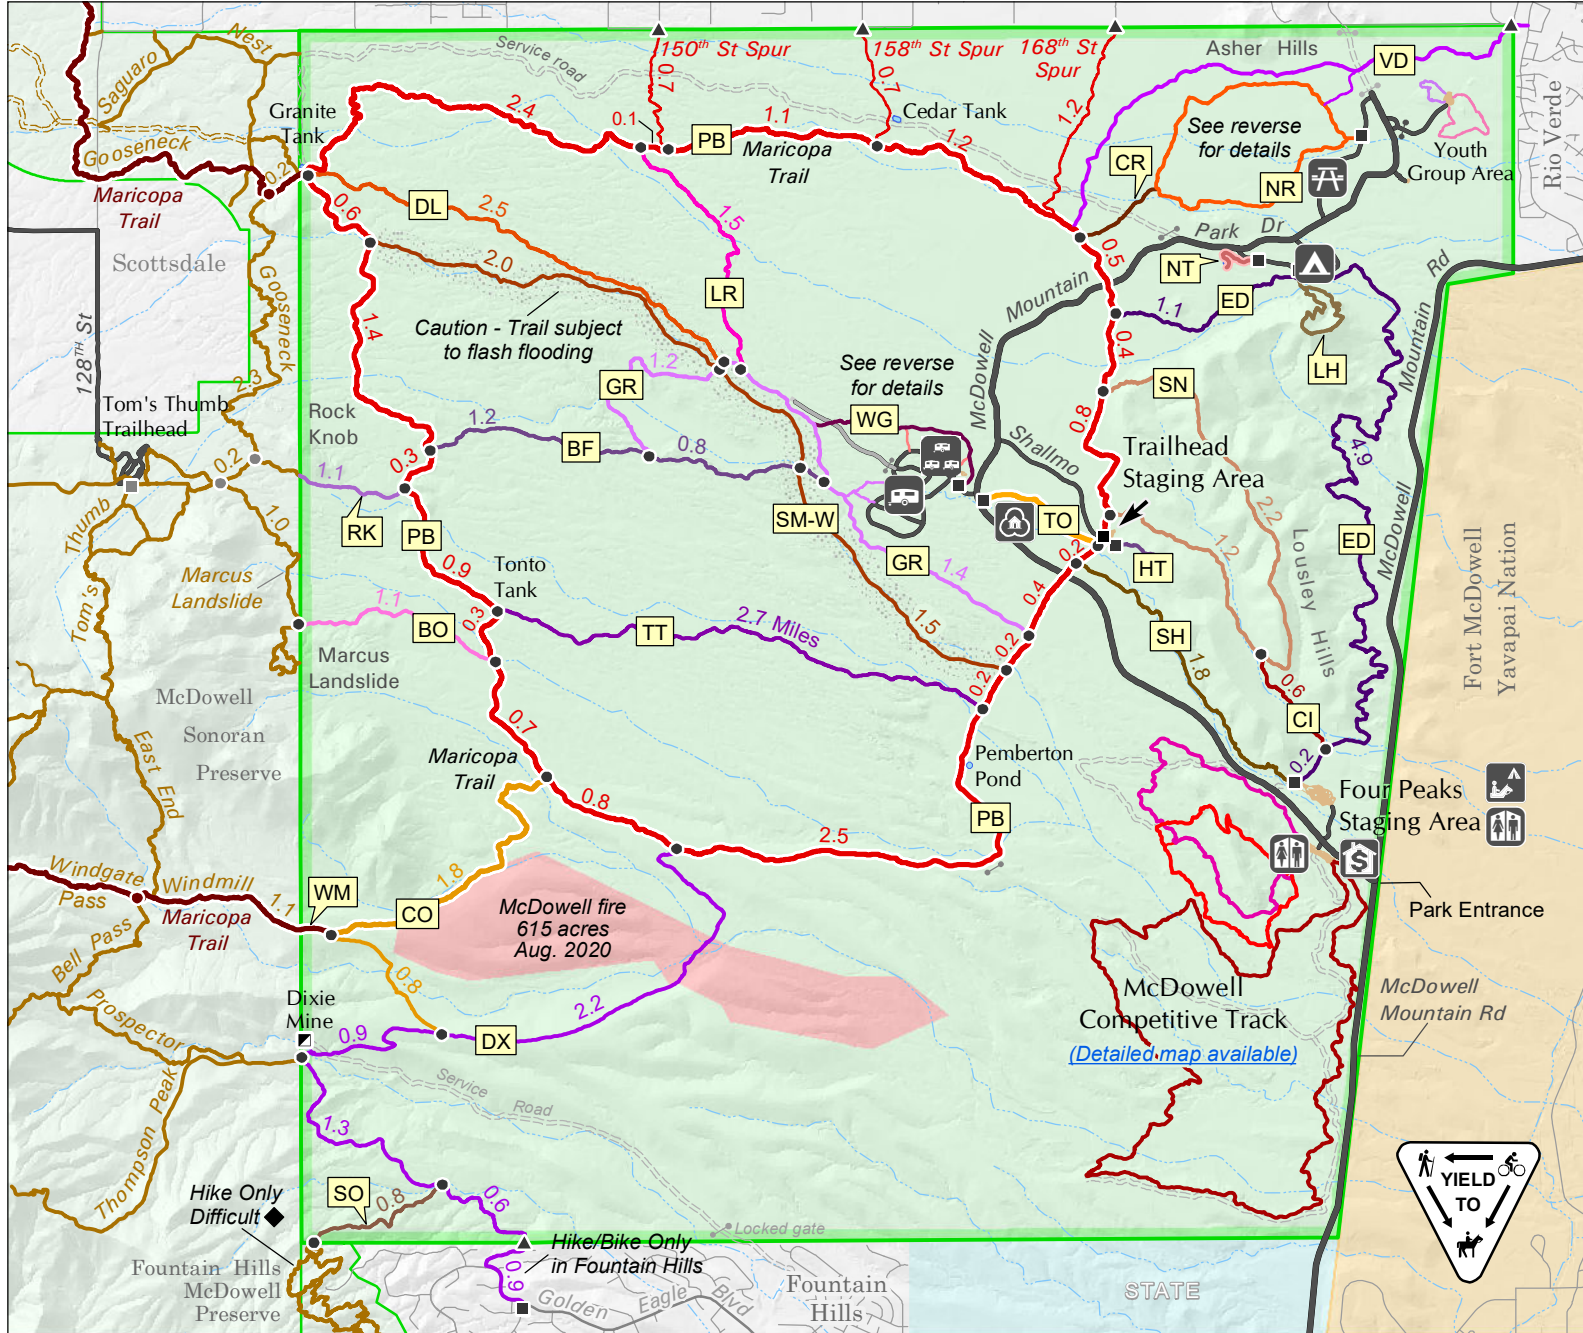 Nest
Saguaro
Service road
150th St Spur
0.7
158th St Spur
0.7
168th St
Spur
1.2
Asher Hills
VD
Rio Verde
Granite
Tank
2.4
0.1
PB
1.1
Cedar Tank
Maricopa
Trail
1.2
See reverse
for details
Youth
Group Area
CR
NR
Gooseneck
0.2
Maricopa
Trail
0.6
DL
2.5
1.5
Park Dr
Scottsdale
2.0
0.5
NT
ED
1.1
Gooseneck
LR
Mountain
McDowell
Caution - Trail subject
to flash flooding
1.4
0.4
LH
Mountain Rd
McDowell
128TH St
2.3
1.2
GR
See reverse
for details
SN
Tom's Thumb
Trailhead
Rock
Knob
1.2
BF
0.8
WG
0.8
Shallmo
Trailhead
Staging Area
4.9
0.2
1.1
0.3
RK
PB
SM-W
TO
2.2
ED
Lousley Hills
Fort McDowell
Yavapai Nation
1.0
Thumb
Tom's
Marcus
Landslide
0.9
Tonto
Tank
GR
1.4
0.2
HT
1.2
0.4
1.1
BO
0.3
TT
2.7 Miles
1.5
0.2
SH
1.8
Marcus
Landslide
0.2
0.6
CI
McDowell
Sonoran
Preserve
0.7
0.2
East End
Maricopa
Trail
Pemberton
Pond
Four Peaks
Staging Area
0.8
PB
2.5
$
Windgate
Pass
Windmill
1.1
WM
1.8
CO
Maricopa
Trail
McDowell fire
615 acres
Aug. 2020
Park Entrance
Bell Pass
0.8
Prospector
Dixie
Mine
0.9
DX
2.2
McDowell
Competitive Track
(Detailed map available)
McDowell
Mountain Rd
Service Road
Thompson Peak
1.3
SO
0.8
0.6
Hike Only
Difficult
YIELD
TO
Locked gate
Hike/Bike Only
in Fountain Hills
0.9
Fountain Hills
McDowell
Preserve
Golden Eagle Blvd
Fountain
Hills
STATE